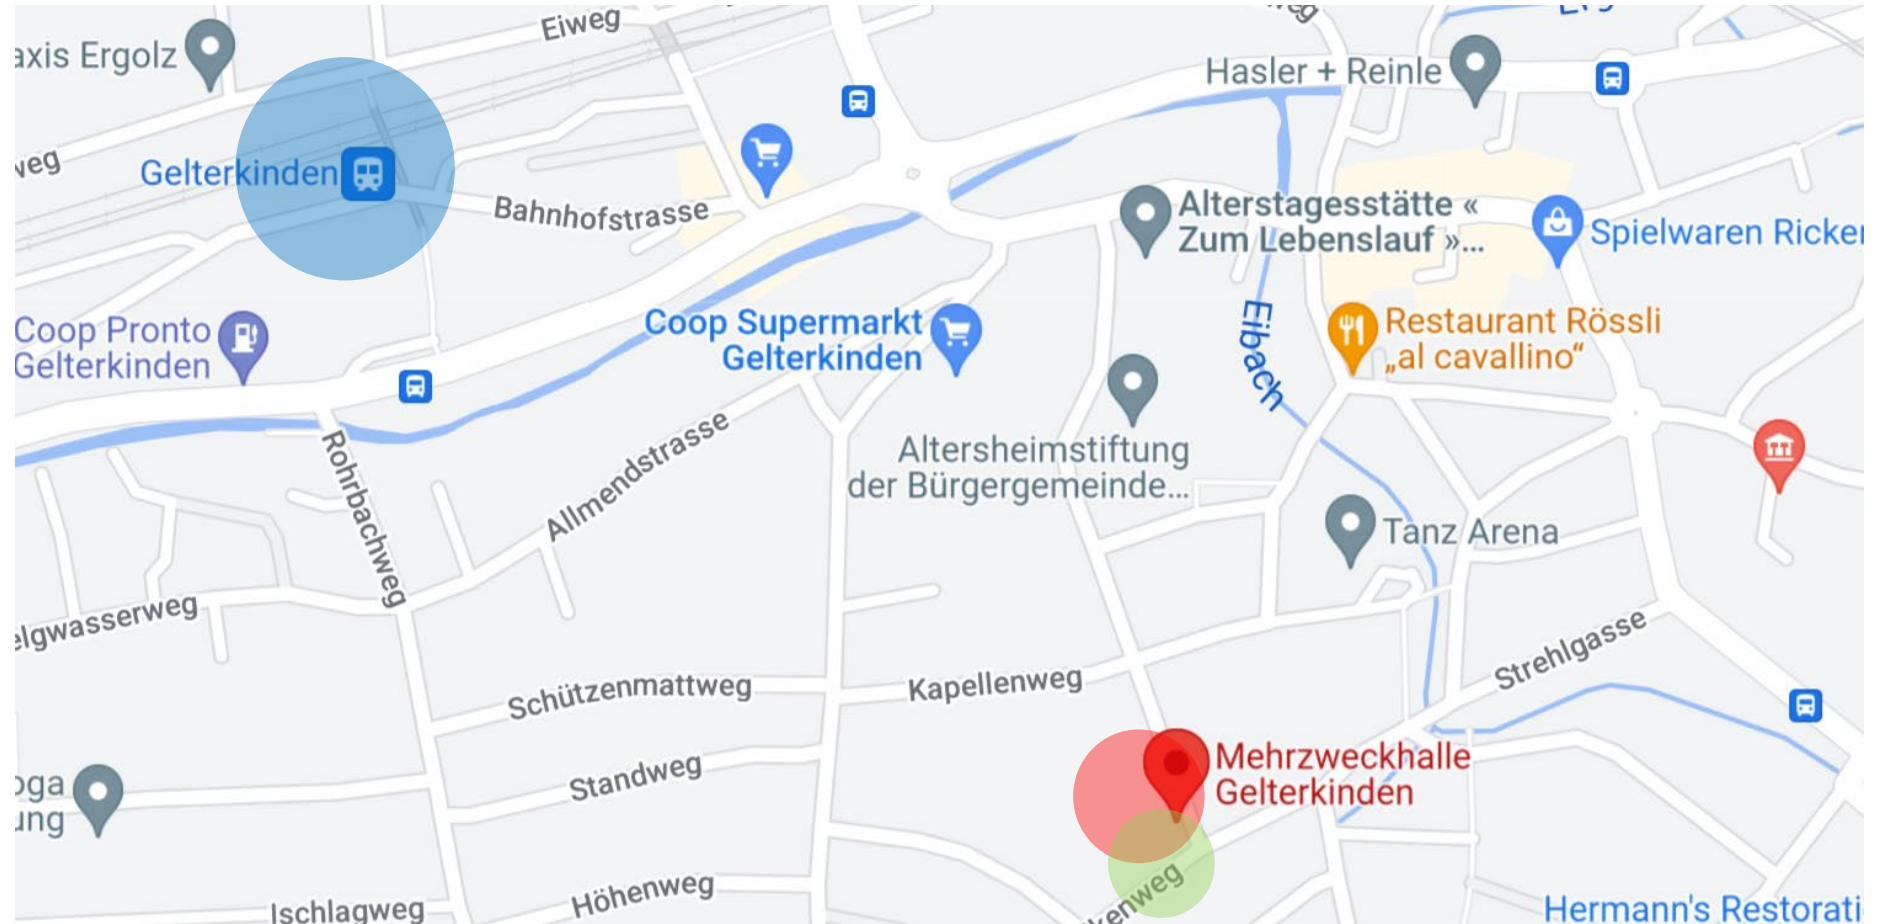 Eiweg
axis Ergolz
Hasler + Reinle
weg
Gelterkinden
Bahnhofstrasse
Alterstagesstätte «
Zum Lebenslauf »...
Spielwaren Ricke
Coop Pronto
Gelterkinden
Coop Supermarkt
Gelterkinden
Eibach
Restaurant Rössli
„al cavallino“
Rohrbachweg
Allmendstrasse
Altersheimstiftung
der Bürgergemeinde...
Tanz Arena
elgwasserweg
Strehlgasse
Schützenmattweg
Kapellenweg
Standweg
Mehrzweckhalle
Gelterkinden
oga
ung
Höhenweg
kenweg
Ischlagweg
Hermann's Restorati